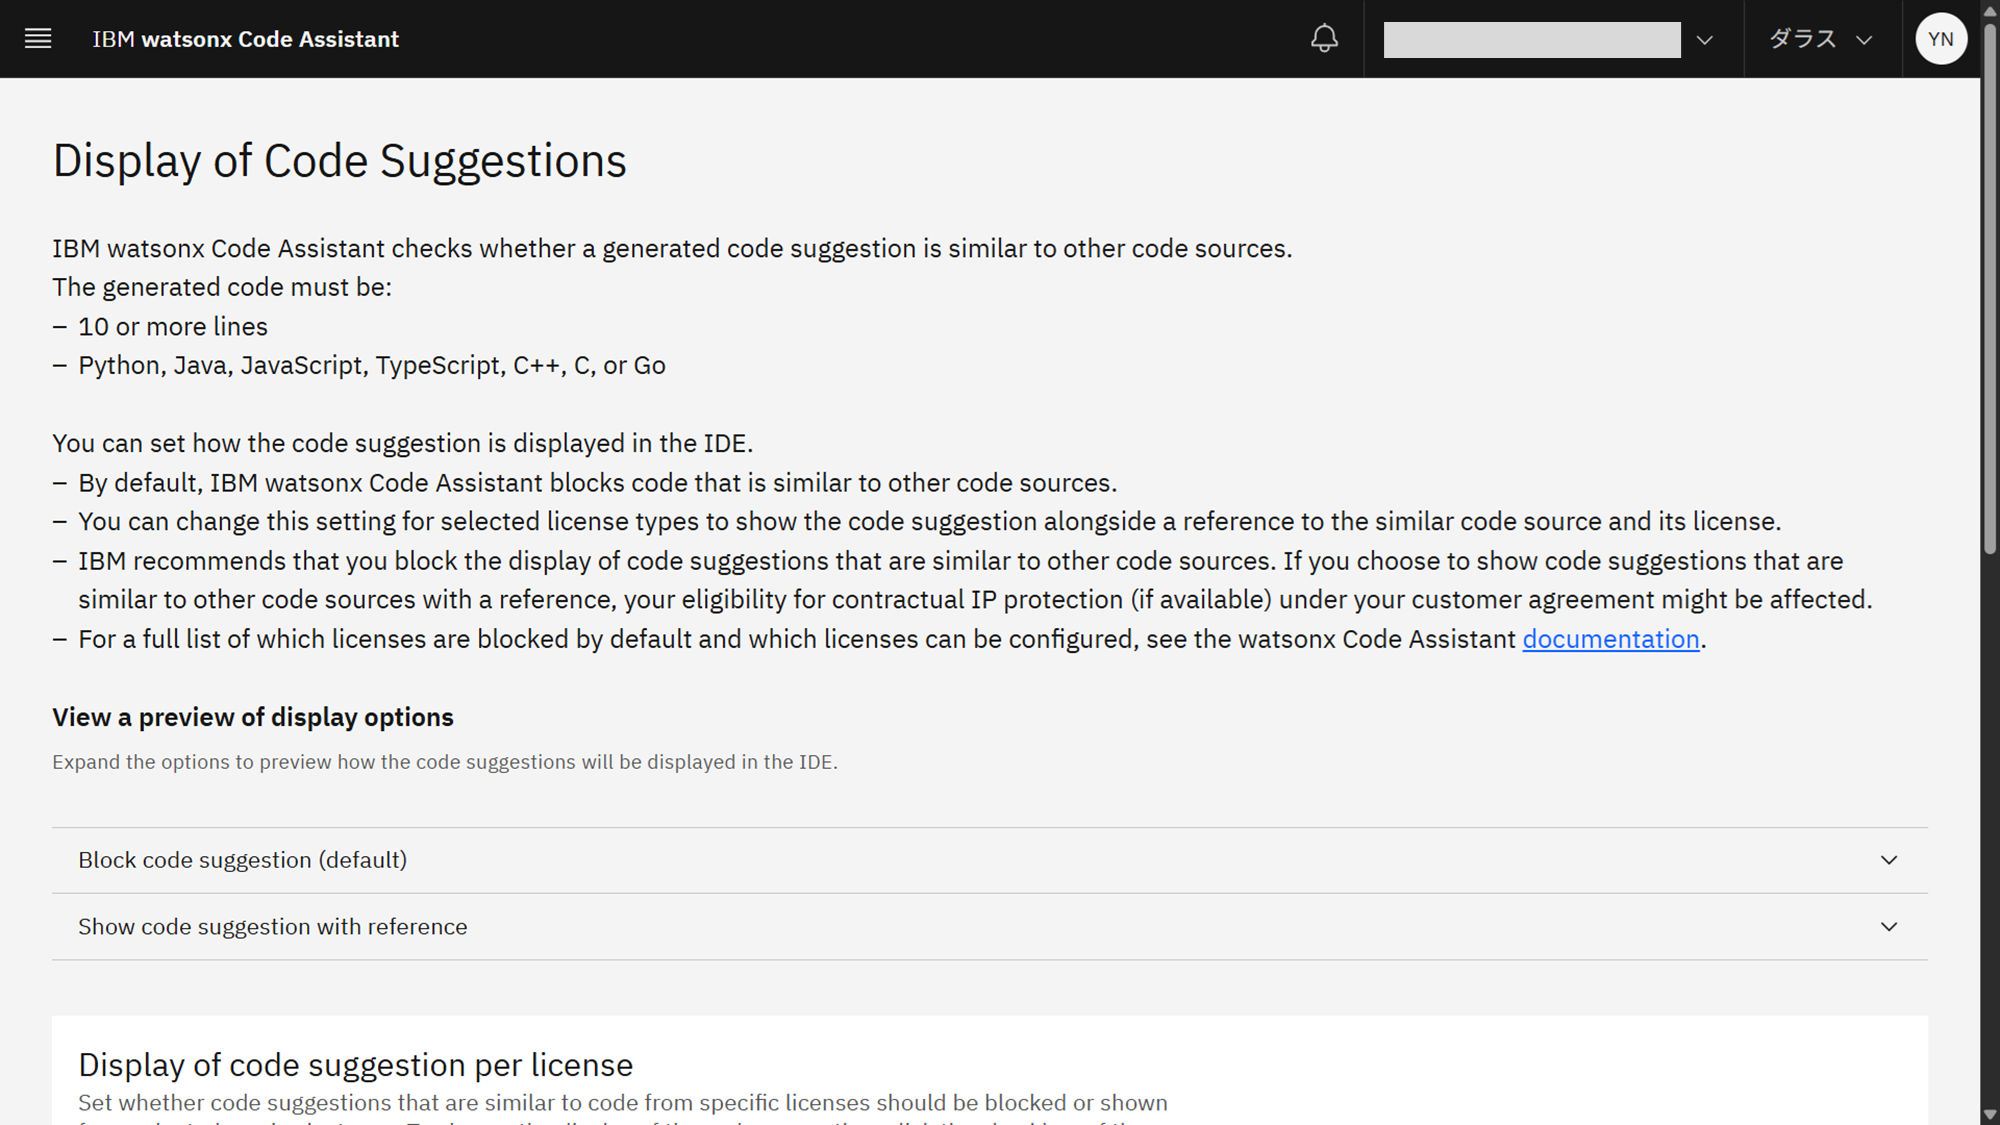 IBM watsonx Code Assistant
ダラス
YN
Display of Code Suggestions
IBM watsonx Code Assistant checks whether a generated code suggestion is similar to other code sources.
The generated code must be:
– 10 or more lines
– Python, Java, JavaScript, TypeScript, C++, C, or Go
You can set how the code suggestion is displayed in the IDE.
– By default, IBM watsonx Code Assistant blocks code that is similar to other code sources.
– You can change this setting for selected license types to show the code suggestion alongside a reference to the similar code source and its license.
– IBM recommends that you block the display of code suggestions that are similar to other code sources. If you choose to show code suggestions that are
similar to other code sources with a reference, your eligibility for contractual IP protection (if available) under your customer agreement might be affected.
– For a full list of which licenses are blocked by default and which licenses can be configured, see the watsonx Code Assistant documentation.
View a preview of display options
Expand the options to preview how the code suggestions will be displayed in the IDE.
Block code suggestion (default)
Show code suggestion with reference
Display of code suggestion per license
Set whether code suggestions that are similar to code from specific licenses should be blocked or shown